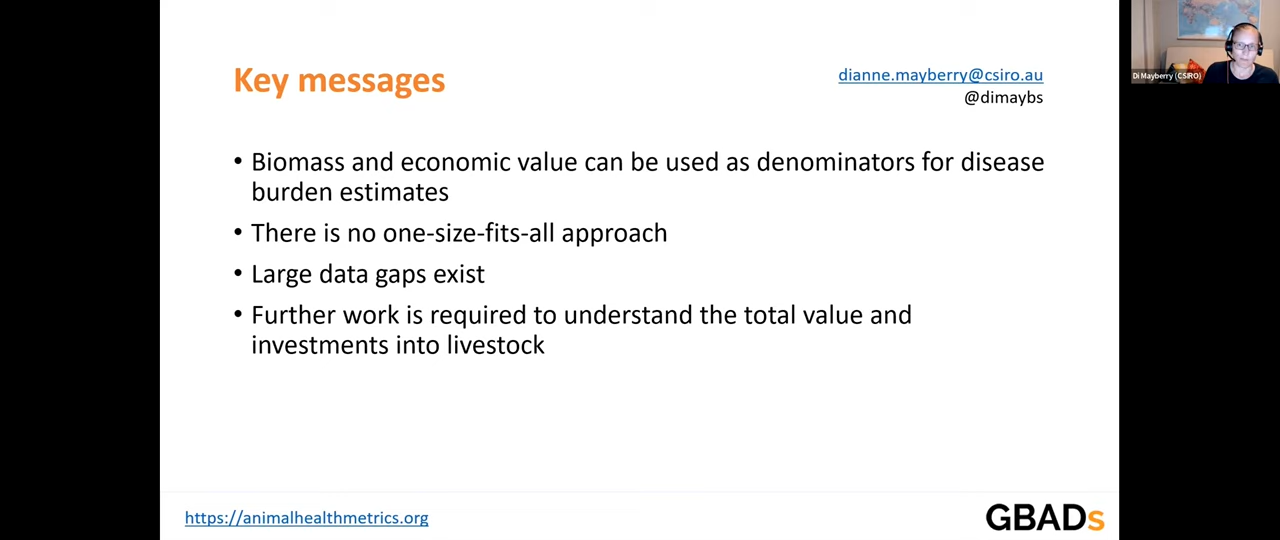 Key messages
dianne.mayberry@csiro.au
@dimaybs
• Biomass and economic value can be used as denominators for disease
burden estimates
• There is no one-size-fits-all approach
• Large data gaps exist
• Further work is required to understand the total value and
investments into livestock
https://animalhealthmetrics.org
GBADs
Di Mayberry (CSIRO)